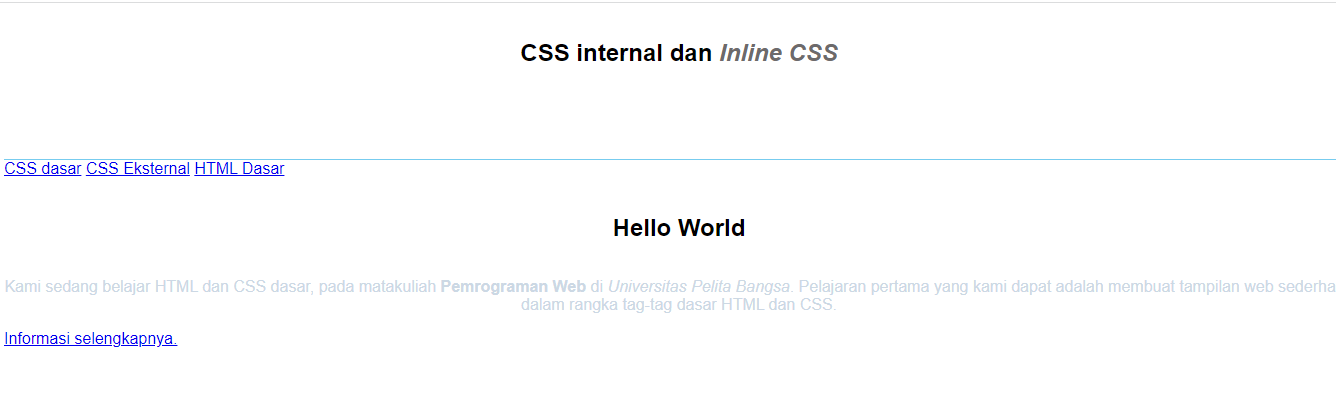 CSS internal dan Inline CSS
CSS dasar CSS Eksternal HTML Dasar
Hello World
Kami sedang belajar HTML dan CSS dasar, pada matakuliah Pemrograman Web di Universitas Pelita Bangsa. Pelajaran pertama yang kami dapat adalah membuat tampilan web sederha
dalam rangka tag-tag dasar HTML dan CSS.
Informasi selengkapnya.